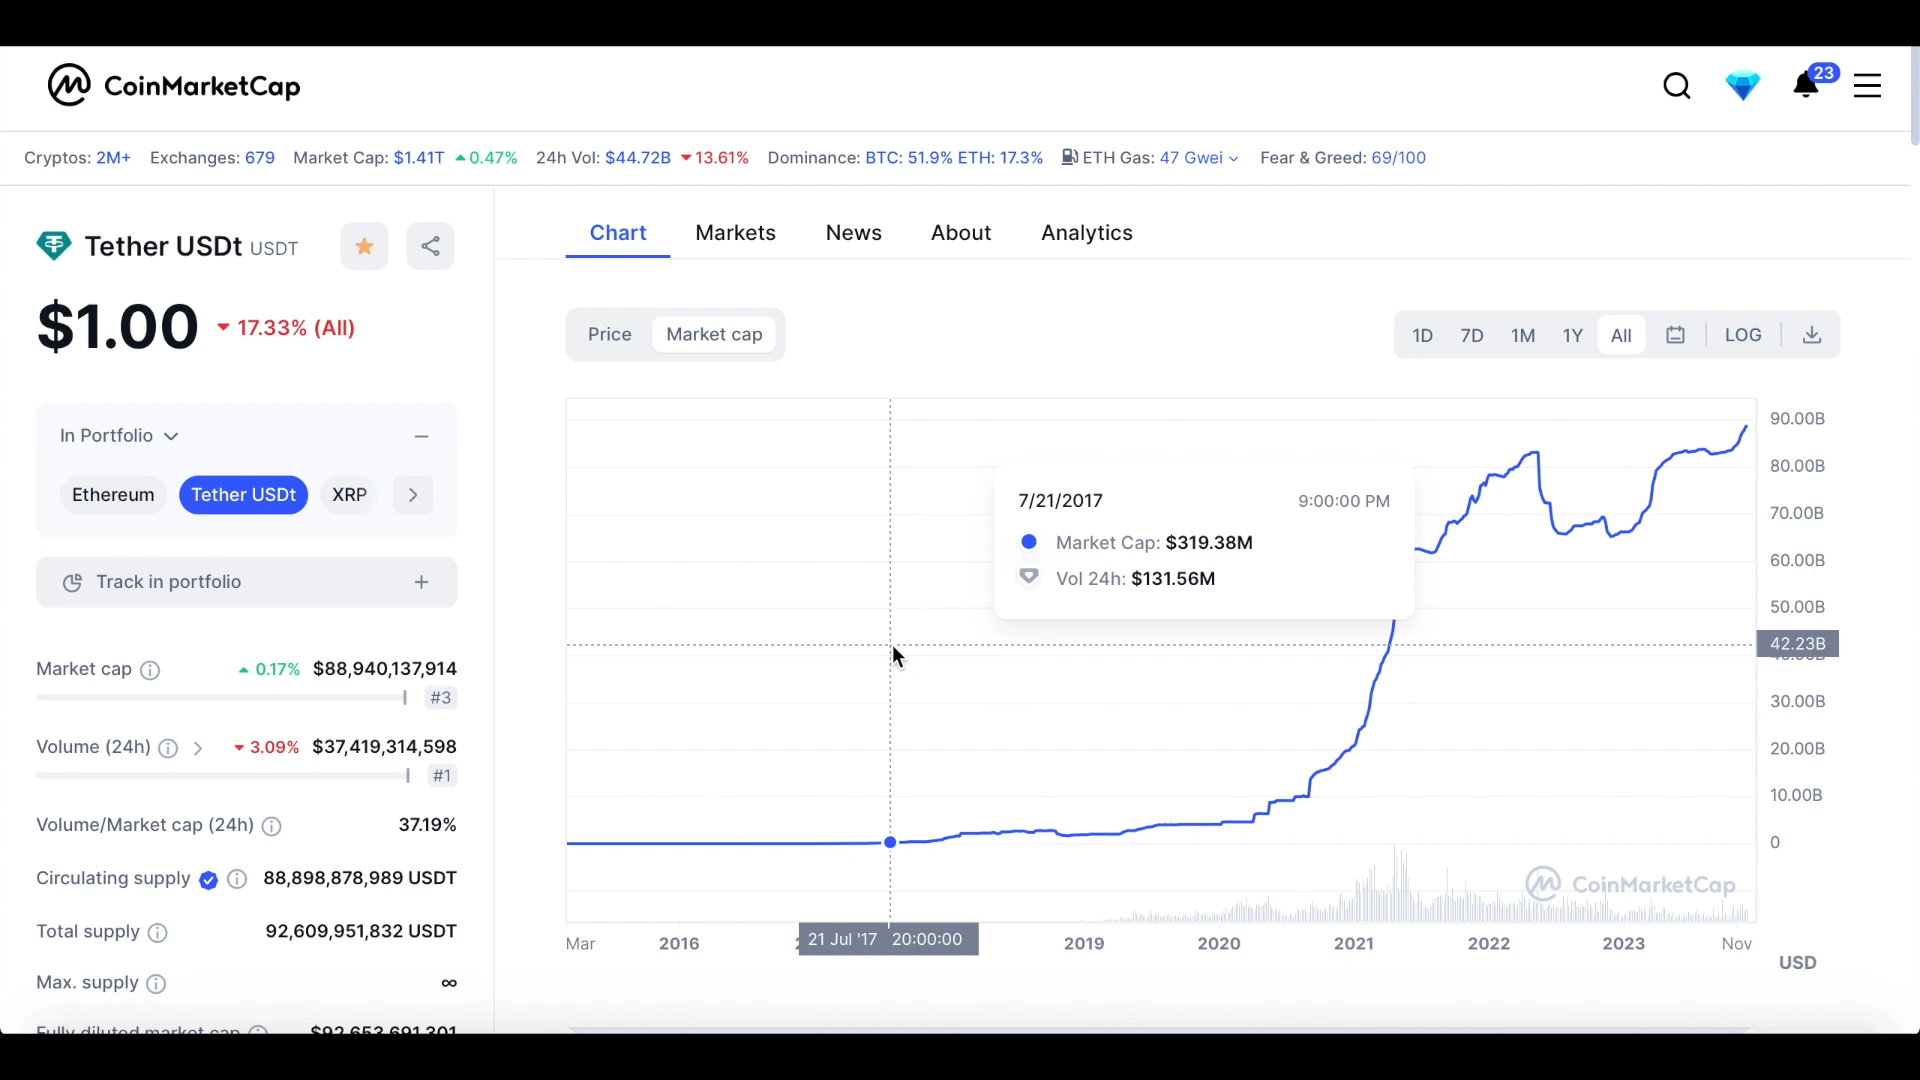 CoinMarketCap
23
Cryptos: 2M+ Exchanges: 679 Market Cap: $1.41T 0.47% 24h Vol: $44.72B 13.61% Dominance: BTC: 51.9% ETH: 17.3% ETH Gas: 47 Gwei Fear & Greed: 69/100
Tether USDt USDT
$1.00 17.33% (All)
In Portfolio
Ethereum Tether USDt XRP
Track in portfolio
Market cap 0.17% $88,940,137,914
#3
Volume (24h) 3.09% $37,419,314,598
#1
Volume/Market cap (24h) 37.19%
Circulating supply 88,898,878,989 USDT
Total supply 92,609,951,832 USDT
Max. supply ∞
Fully diluted market cap $92,653,691,301
Chart Markets News About Analytics
Price Market cap
1D 7D 1M 1Y All LOG
7/21/2017 9:00:00 PM
Market Cap: $319.38M
Vol 24h: $131.56M
90.00B
80.00B
70.00B
60.00B
50.00B
42.23B
30.00B
20.00B
10.00B
0
CoinMarketCap
Mar 2016 21 Jul '17 20:00:00 2019 2020 2021 2022 2023 Nov
USD